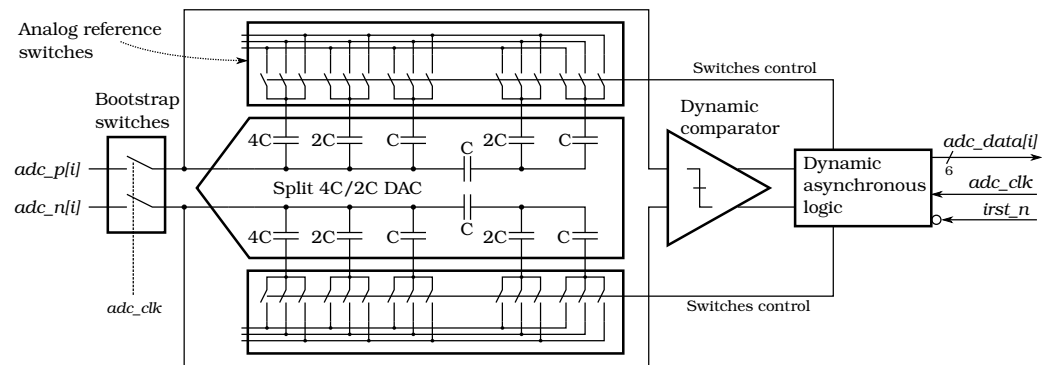 Analog reference
switches
Switches control
Bootstrap
switches
Dynamic
comparator
4C 2C C C 2C C
adc_p[i]
adc_n[i]
Split 4C/2C DAC
Dynamic
asynchronous
logic
adc_data[i]
6
adc_clk
irst_n
4C 2C C C 2C C
adc_clk
Switches control